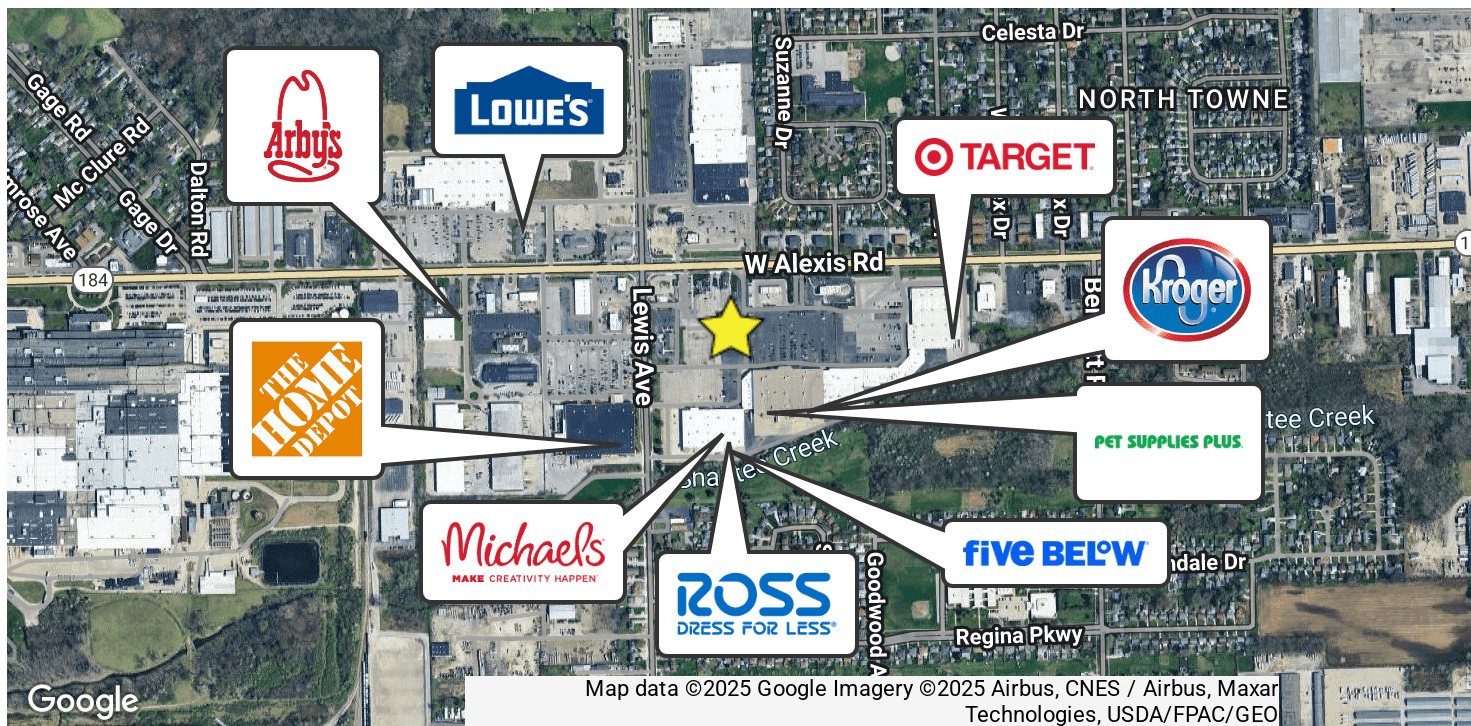 Celesta Dr
Suzanne Dr
Gage Rd
Mc Clure Rd
Gage Dr
Dalton Rd
NORTH TOWNE
Arby's
LOWE'S
TARGET
x Dr
x Dr
184
W Alexis Rd
Lewis Ave
Kroger
THE
HOME
DEPOT
PET SUPPLIES PLUS.
tee Creek
Creek
Michaels
MAKE CREATIVITY HAPPEN
ROSS
DRESS FOR LESS
five BELOW
ndale Dr
Goodwood A
Regina Pkwy
Google
Map data ©2025 Google Imagery ©2025 Airbus, CNES / Airbus, Maxar
Technologies, USDA/FPAC/GEO